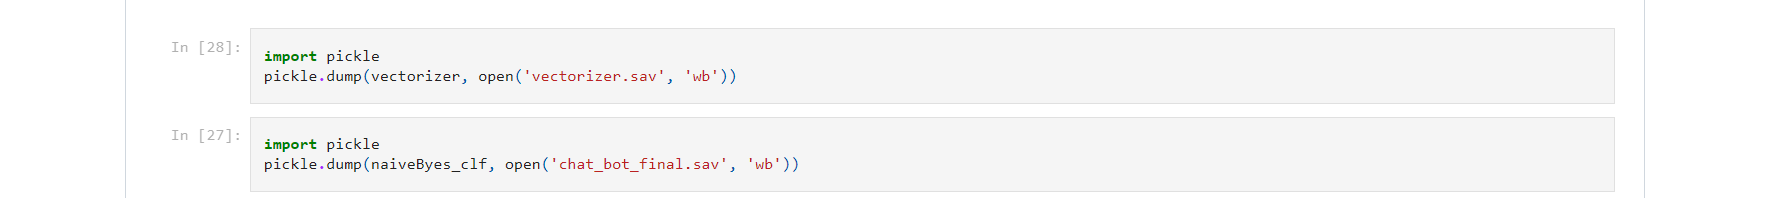 In [28]:
import pickle
pickle.dump(vectorizer, open('vectorizer.sav', 'wb'))
In [27]:
import pickle
pickle.dump(naiveByes_clf, open('chat_bot_final.sav', 'wb'))